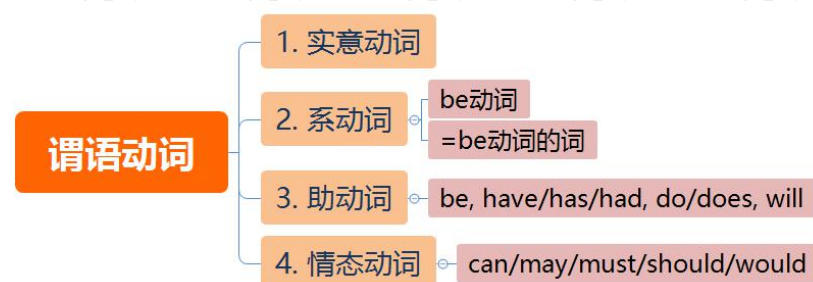 谓语动词
1. 实意动词
2. 系动词
be动词
=be动词的词
3. 助动词
be, have/has/had, do/does, will
4. 情态动词
can/may/must/should/would